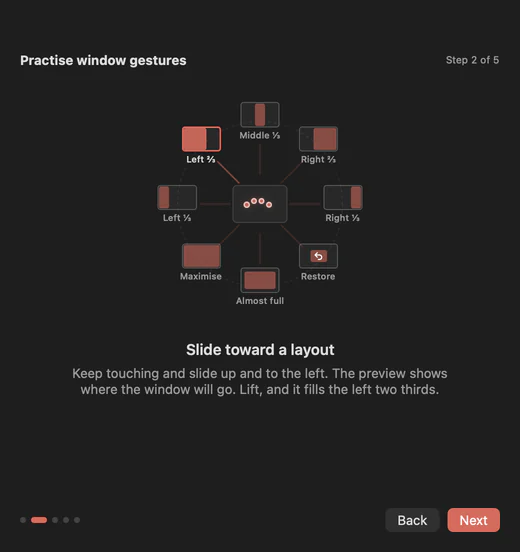 Practise window gestures
Step 2 of 5
Middle ⅓
Left ⅔
Right ⅔
Left ⅓
Right ⅓
Maximise
Restore
Almost full
Slide toward a layout
Keep touching and slide up and to the left. The preview shows
where the window will go. Lift, and it fills the left two thirds.
Back
Next